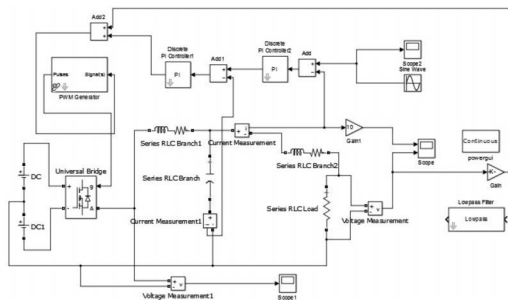 Add2
Discrete
PI Controller1
PI
Add1
Discrete
PI Controller2
PI
Add
Scope2
Sine Wave
Pulses
Signal(s)
PWM Generator
Series RLC Branch1
Current Measurement
10
Gain1
Scope
Continuous
powergui
Universal Bridge
Series RLC Branch
Series RLC Branch2
K-
Gain
DC
g
+
-
A
Current Measurement1
Series RLC Load
+
-
v
Voltage Measurement
Lowpass Filter
Lowpass
DC1
+
-
v
Voltage Measurement1
Scope1